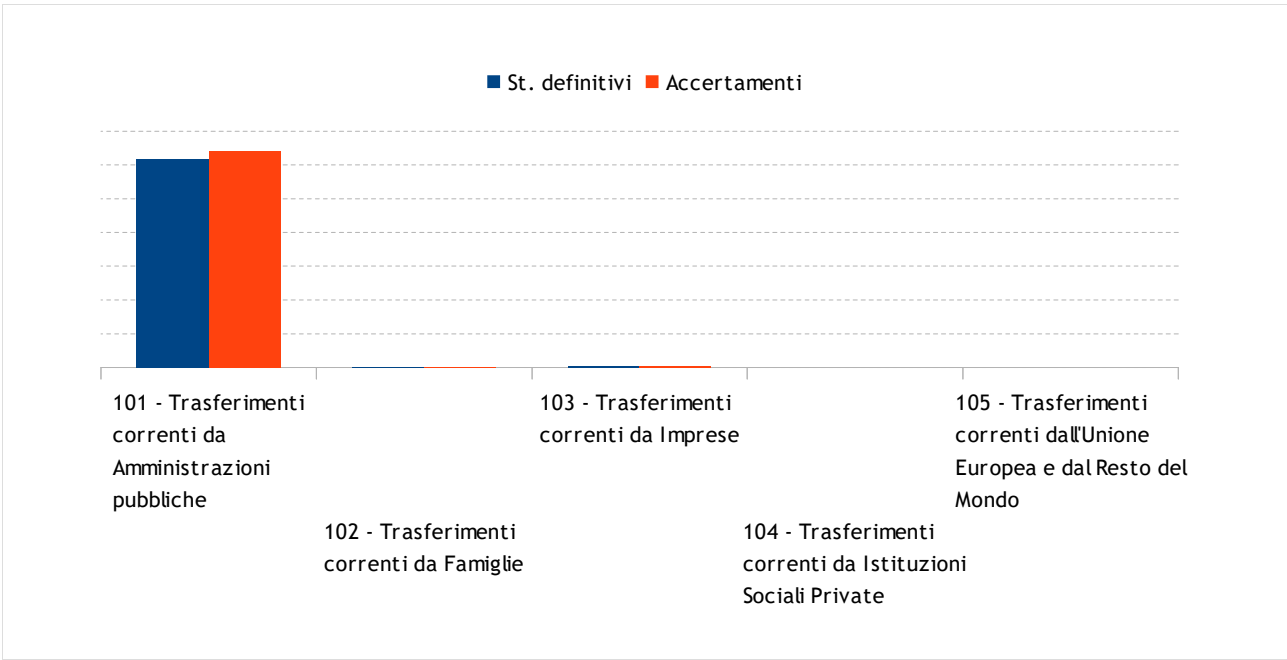 St. definitivi Accertamenti
101 - Trasferimenti
correnti da
Amministrazioni
pubbliche
102 - Trasferimenti
correnti da Famiglie
103 - Trasferimenti
correnti da Imprese
104 - Trasferimenti
correnti da Istituzioni
Sociali Private
105 - Trasferimenti
correnti dall'Unione
Europea e dal Resto del
Mondo